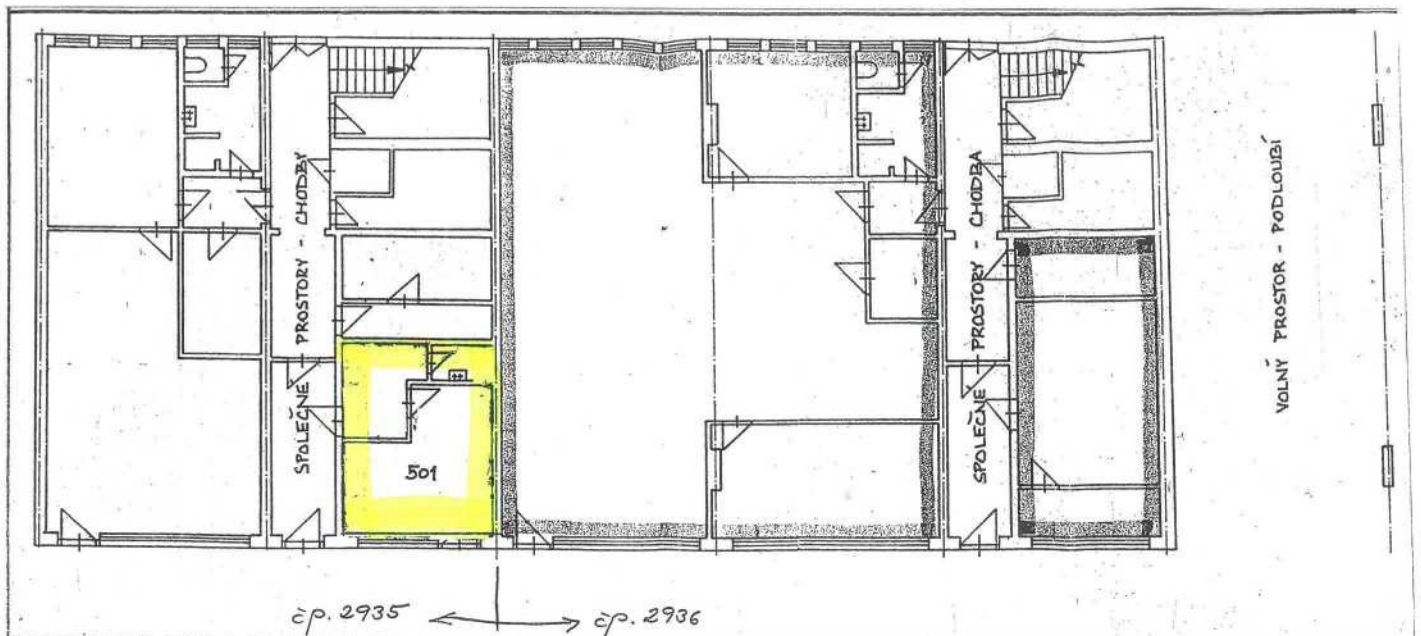 SPOLEČNÉ PROSTORY - CHODBY
501
SPOLEČNÉ PROSTORY - CHODBA
VOLNÝ PROSTOR - PODLOUBÍ
čp. 2935
čp. 2936